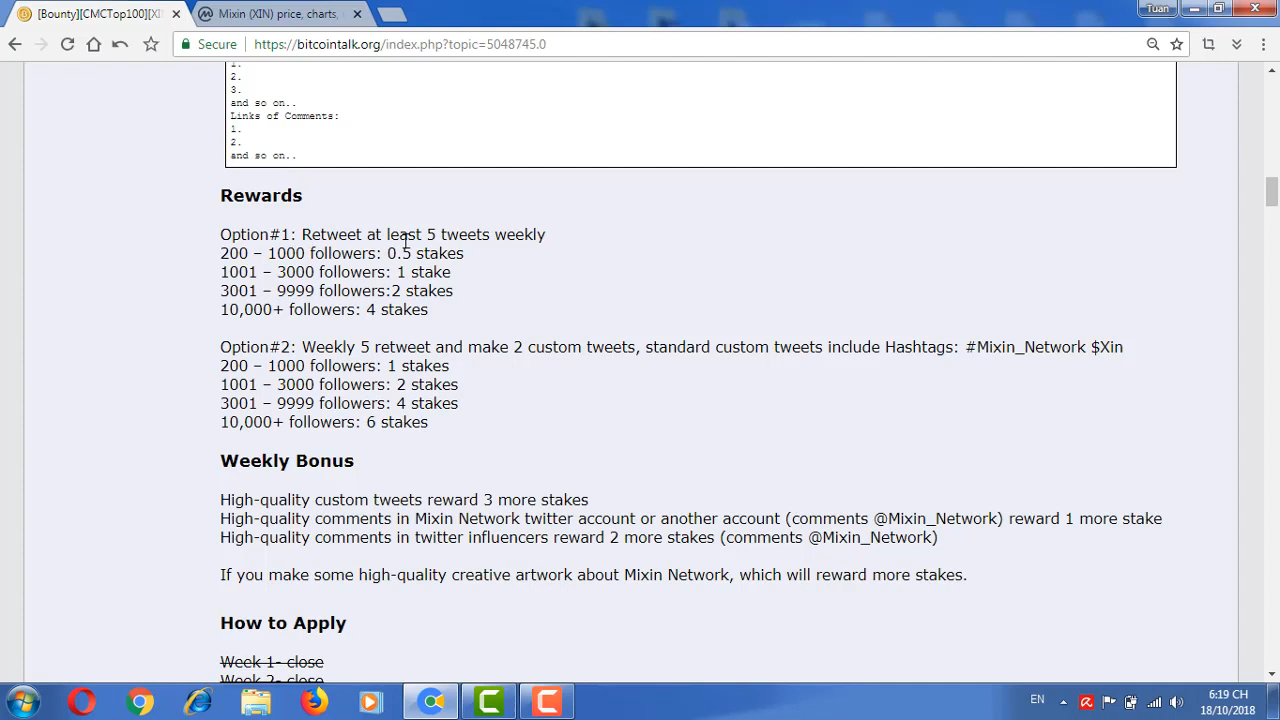 [Bounty][CMCTop100][XI
Mixin (XIN) price, charts,
Tuan
Secure
https://bitcointalk.org/index.php?topic=5048745.0
1.
2.
3.
and so on..
Links of Comments:
1.
2.
and so on..
Rewards
Option#1: Retweet at least 5 tweets weekly
200 – 1000 followers: 0.5 stakes
1001 – 3000 followers: 1 stake
3001 – 9999 followers:2 stakes
10,000+ followers: 4 stakes
Option#2: Weekly 5 retweet and make 2 custom tweets, standard custom tweets include Hashtags: #Mixin_Network $Xin
200 – 1000 followers: 1 stakes
1001 – 3000 followers: 2 stakes
3001 – 9999 followers: 4 stakes
10,000+ followers: 6 stakes
Weekly Bonus
High-quality custom tweets reward 3 more stakes
High-quality comments in Mixin Network twitter account or another account (comments @Mixin_Network) reward 1 more stake
High-quality comments in twitter influencers reward 2 more stakes (comments @Mixin_Network)
If you make some high-quality creative artwork about Mixin Network, which will reward more stakes.
How to Apply
Week 1- close
Week 2- close
EN
6:19 CH
18/10/2018